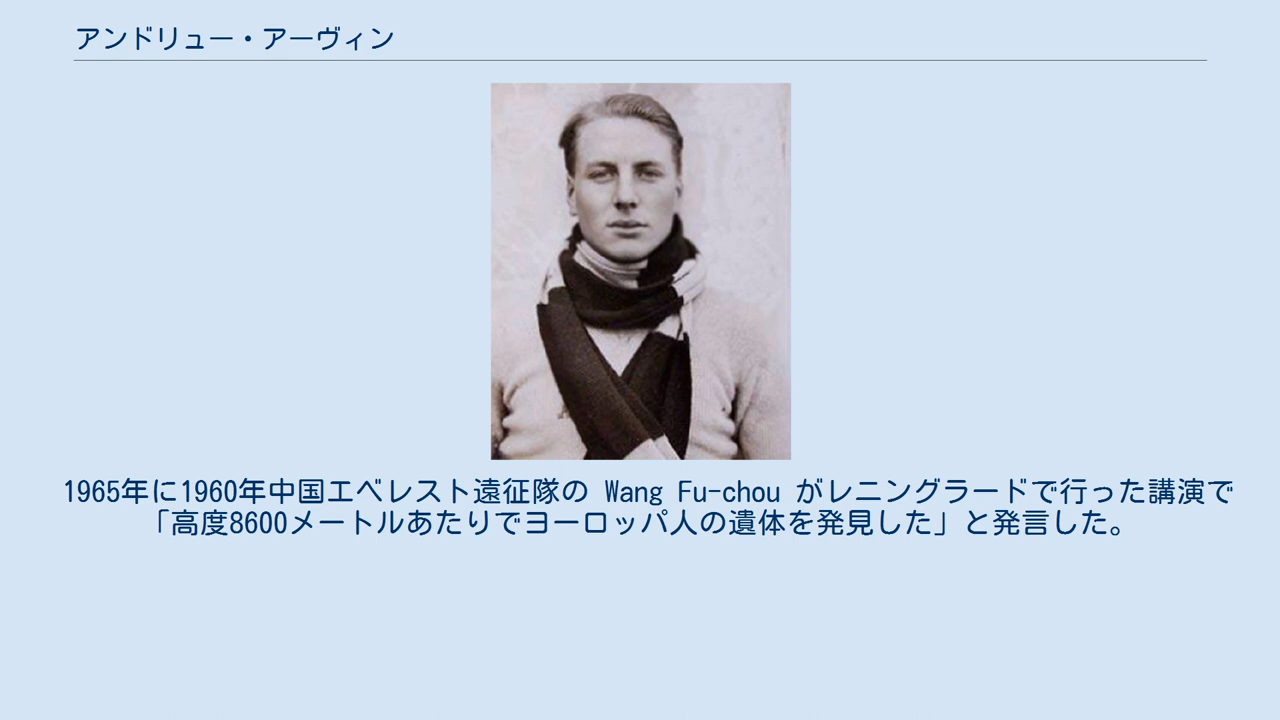 アンドリュー・アーヴィン
1965年に1960年中国エベレスト遠征隊の Wang Fu-chou がレニングラードで行った講演で
「高度8600メートルあたりでヨーロッパ人の遺体を発見した」と発言した。